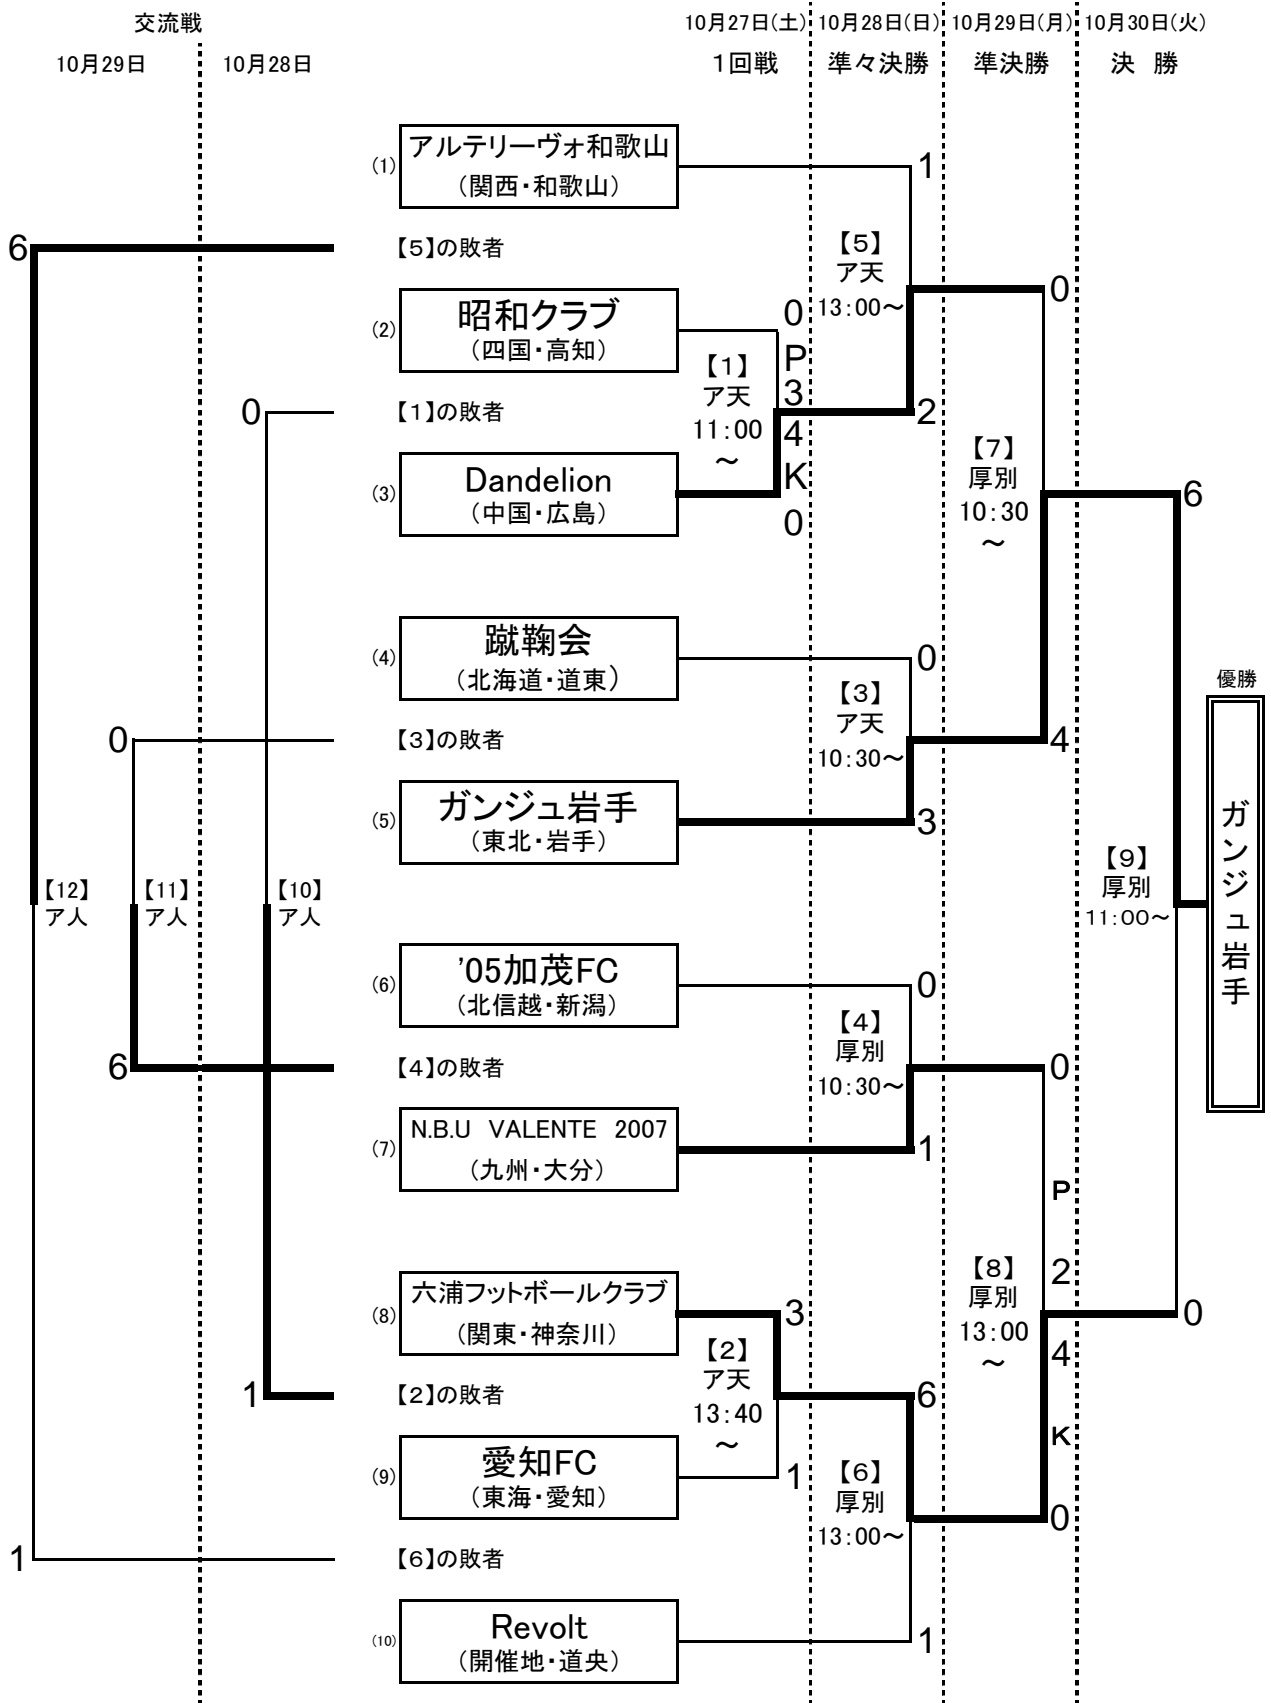 交流戦
10月29日
10月28日
10月27日(土)
10月28日(日)
10月29日(月)
10月30日(火)
1回戦
準々決勝
準決勝
決 勝
(1)
アルテリーヴォ和歌山
(関西・和歌山)
1
6
【5】の敗者
【5】
ア天
13:00～
0
(2)
昭和クラブ
(四国・高知)
0
P
3
4
K
0
【1】
ア天
11:00
～
0
【1】の敗者
2
(3)
Dandelion
(中国・広島)
【7】
厚別
10:30
～
6
(4)
蹴鞠会
(北海道・道東)
0
【3】
ア天
10:30～
0
【3】の敗者
4
(5)
ガンジュ岩手
(東北・岩手)
3
優勝
ガンジュ岩手
【12】
ア人
【11】
ア人
【10】
ア人
【9】
厚別
11:00～
(6)
'05加茂FC
(北信越・新潟)
0
【4】
厚別
10:30～
6
【4】の敗者
0
(7)
N.B.U VALENTE 2007
(九州・大分)
1
P
2
4
K
【8】
厚別
13:00
～
(8)
六浦フットボールクラブ
(関東・神奈川)
3
0
【2】
ア天
13:40
～
1
【2】の敗者
6
(9)
愛知FC
(東海・愛知)
1
【6】
厚別
13:00～
0
1
【6】の敗者
(10)
Revolt
(開催地・道央)
1